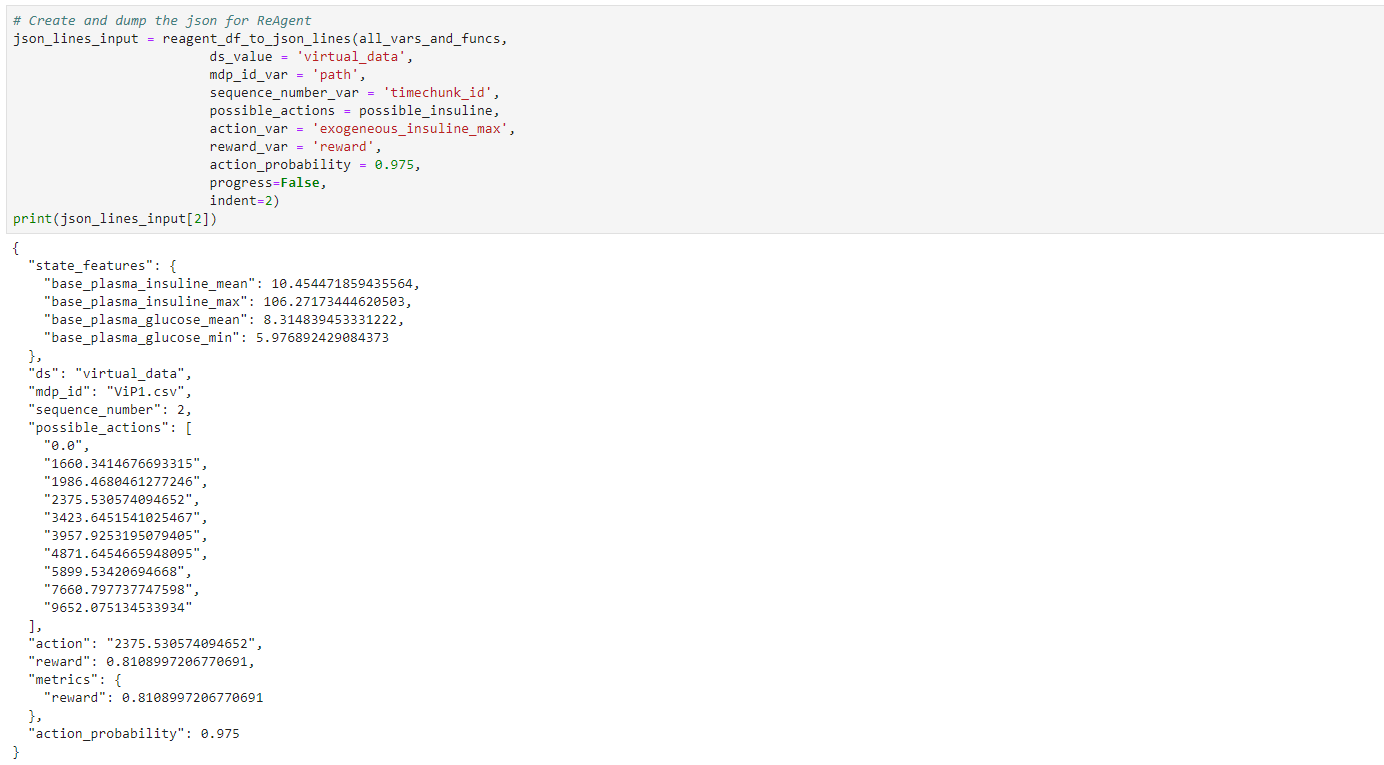 # Create and dump the json for ReAgent
json_lines_input = reagent_df_to_json_lines(all_vars_and_funcs,
                         ds_value = 'virtual_data',
                         mdp_id_var = 'path',
                         sequence_number_var = 'timechunk_id',
                         possible_actions = possible_insuline,
                         action_var = 'exogeneous_insuline_max',
                         reward_var = 'reward',
                         action_probability = 0.975,
                         progress=False,
                         indent=2)
print(json_lines_input[2])
{
  "state_features": {
    "base_plasma_insuline_mean": 10.454471859435564,
    "base_plasma_insuline_max": 106.27173444620503,
    "base_plasma_glucose_mean": 8.314839453331222,
    "base_plasma_glucose_min": 5.976892429084373
  },
  "ds": "virtual_data",
  "mdp_id": "ViP1.csv",
  "sequence_number": 2,
  "possible_actions": [
    "0.0",
    "1660.3414676693315",
    "1986.4680461277246",
    "2375.530574094652",
    "3423.6451541025467",
    "3957.9253195079405",
    "4871.6454665948095",
    "5899.53420694668",
    "7660.797737747598",
    "9652.075134533934"
  ],
  "action": "2375.530574094652",
  "reward": 0.8108997206770691,
  "metrics": {
    "reward": 0.8108997206770691
  },
  "action_probability": 0.975
}